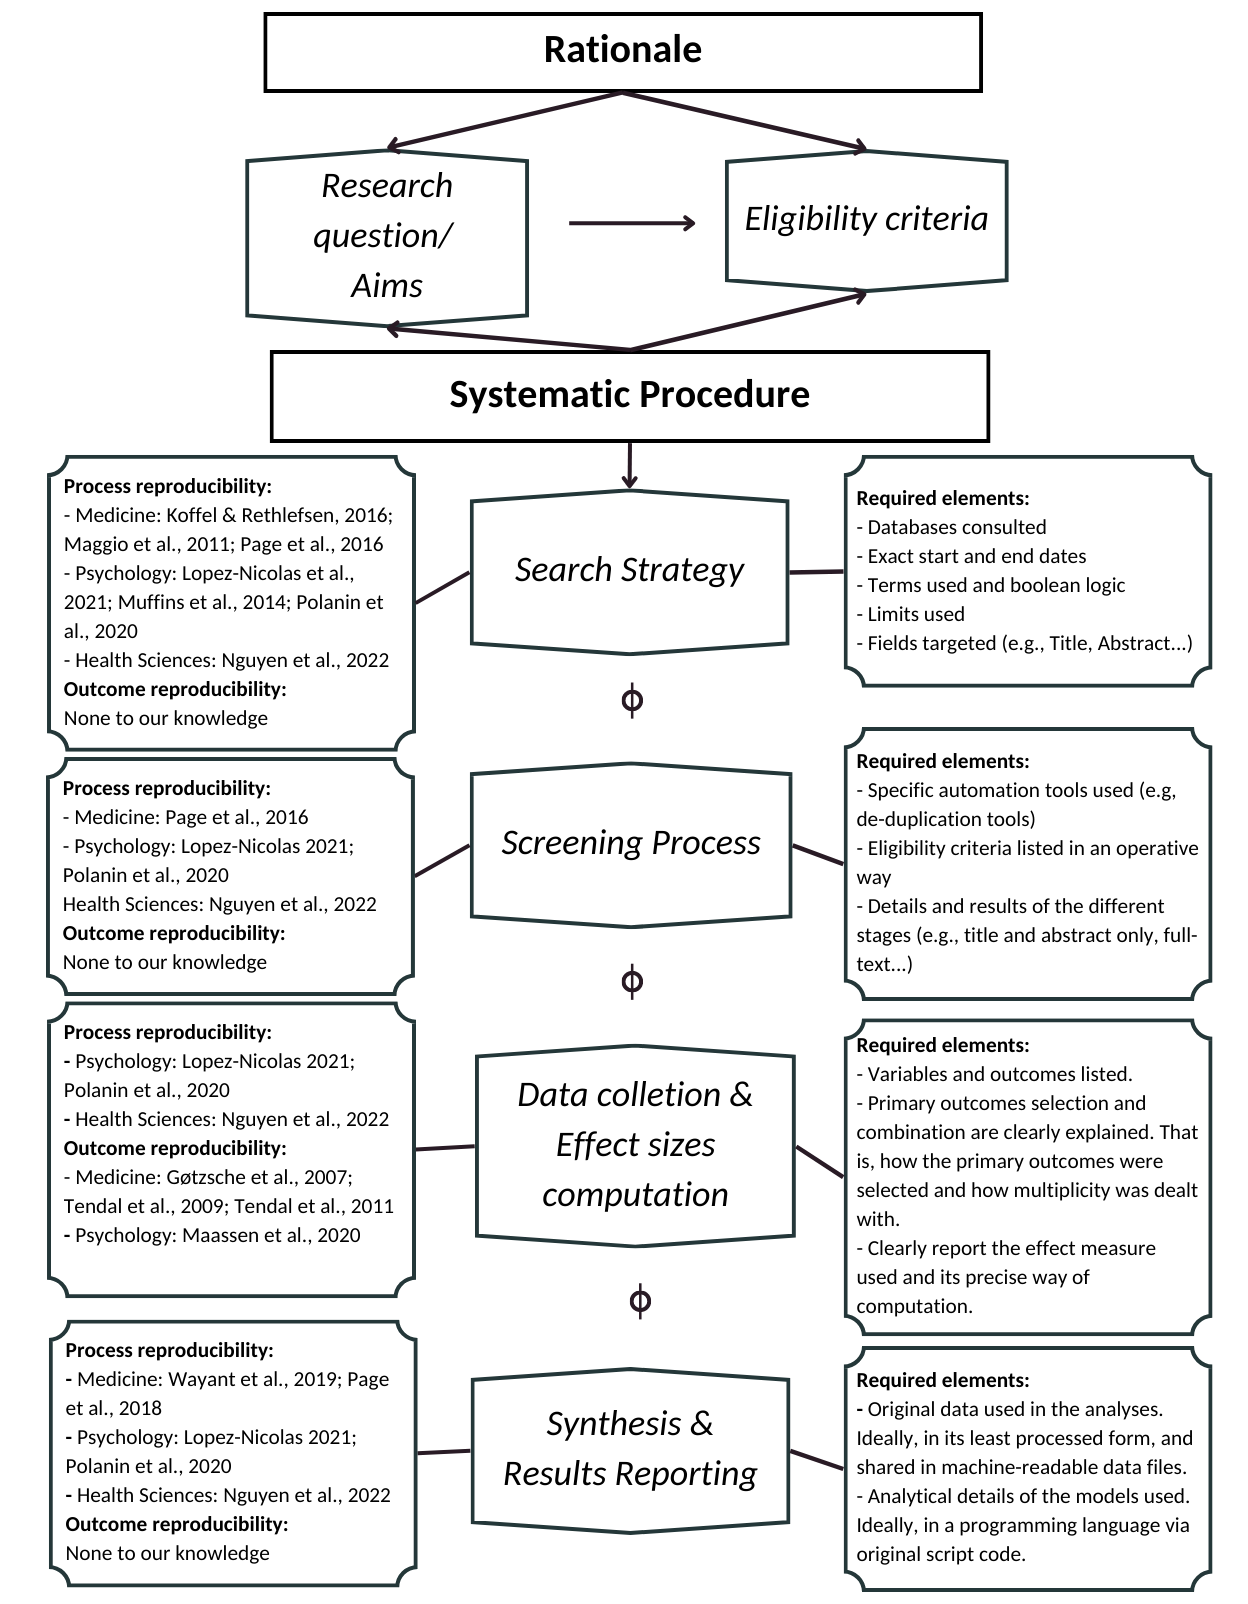 Rationale
Research
question/
Aims
Eligibility criteria
Systematic Procedure
Process reproducibility:
- Medicine: Koffel & Rethlefsen, 2016;
Maggio et al., 2011; Page et al., 2016
- Psychology: Lopez-Nicolas et al.,
2021; Muffins et al., 2014; Polanin et
al., 2020
- Health Sciences: Nguyen et al., 2022
Outcome reproducibility:
None to our knowledge
Search Strategy
Required elements:
- Databases consulted
- Exact start and end dates
- Terms used and boolean logic
- Limits used
- Fields targeted (e.g., Title, Abstract...)
ϕ
Process reproducibility:
- Medicine: Page et al., 2016
- Psychology: Lopez-Nicolas 2021;
Polanin et al., 2020
Health Sciences: Nguyen et al., 2022
Outcome reproducibility:
None to our knowledge
Screening Process
Required elements:
- Specific automation tools used (e.g,
de-duplication tools)
- Eligibility criteria listed in an operative
way
- Details and results of the different
stages (e.g., title and abstract only, full-
text...)
ϕ
Process reproducibility:
- Psychology: Lopez-Nicolas 2021;
Polanin et al., 2020
- Health Sciences: Nguyen et al., 2022
Outcome reproducibility:
- Medicine: Gøtzsche et al., 2007;
Tendal et al., 2009; Tendal et al., 2011
- Psychology: Maassen et al., 2020
Data colletion &
Effect sizes
computation
Required elements:
- Variables and outcomes listed.
- Primary outcomes selection and
combination are clearly explained. That
is, how the primary outcomes were
selected and how multiplicity was dealt
with.
- Clearly report the effect measure
used and its precise way of
computation.
ϕ
Process reproducibility:
- Medicine: Wayant et al., 2019; Page
et al., 2018
- Psychology: Lopez-Nicolas 2021;
Polanin et al., 2020
- Health Sciences: Nguyen et al., 2022
Outcome reproducibility:
None to our knowledge
Synthesis &
Results Reporting
Required elements:
- Original data used in the analyses.
Ideally, in its least processed form, and
shared in machine-readable data files.
- Analytical details of the models used.
Ideally, in a programming language via
original script code.